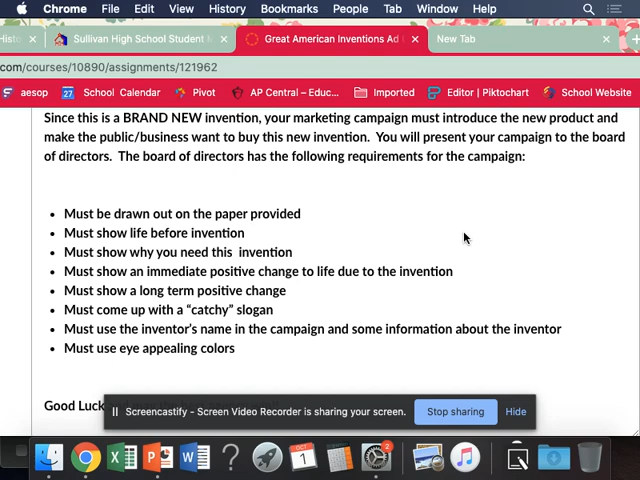 Chrome File Edit View History Bookmarks People Tab Window Help
Sullivan High School Student Great American Inventions Ad New Tab
com/courses/10890/assignments/121962
aesop 27 School Calendar Pivot AP Central – Educ... Imported Editor | Piktochart School Website
Since this is a BRAND NEW invention, your marketing campaign must introduce the new product and
make the public/business want to buy this new invention. You will present your campaign to the board
of directors. The board of directors has the following requirements for the campaign:
• Must be drawn out on the paper provided
• Must show life before invention
• Must show why you need this invention
• Must show an immediate positive change to life due to the invention
• Must show a long term positive change
• Must come up with a “catchy” slogan
• Must use the inventor’s name in the campaign and some information about the inventor
• Must use eye appealing colors
Good Luck
Screencastify - Screen Video Recorder is sharing your screen. Stop sharing Hide
OCT
1
2